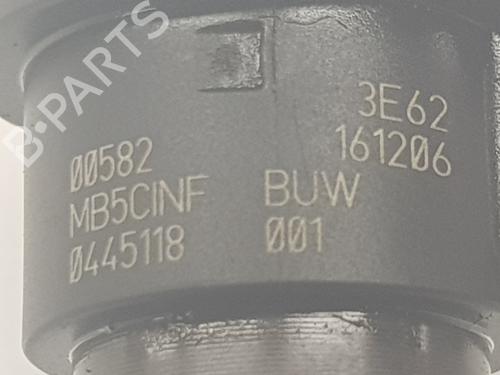 B-PARTS
3E62
00582 161206
MB5CINF BUW
0445118 001